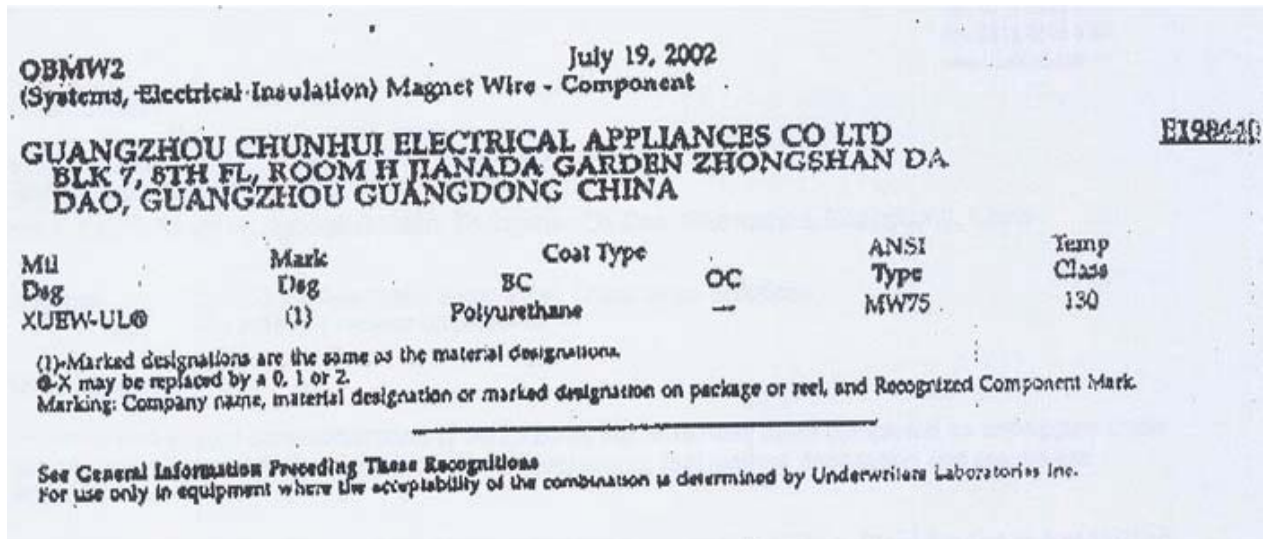 OBMW2 July 19, 2002
(Systems, Electrical Insulation) Magnet Wire - Component
GUANGZHOU CHUNHUI ELECTRICAL APPLIANCES CO LTD
BLK 7, 8TH FL, ROOM H JIANADA GARDEN ZHONGSHAN DA
DAO, GUANGZHOU GUANGDONG CHINA
Mtl Mark Coat Type ANSI Temp
Dsg Dsg BC OC Type Class
XUEW-UL@ (1) Polyurethane — MW75 130
(1)-Marked designations are the same as the material designations.
@-X may be replaced by a 0, 1 or 2.
Marking: Company name, material designation or marked designation on package or reel, and Recognized Component Mark.
See General Information Preceding These Recognitions
For use only in equipment where the acceptability of the combination is determined by Underwriters Laboratories Inc.